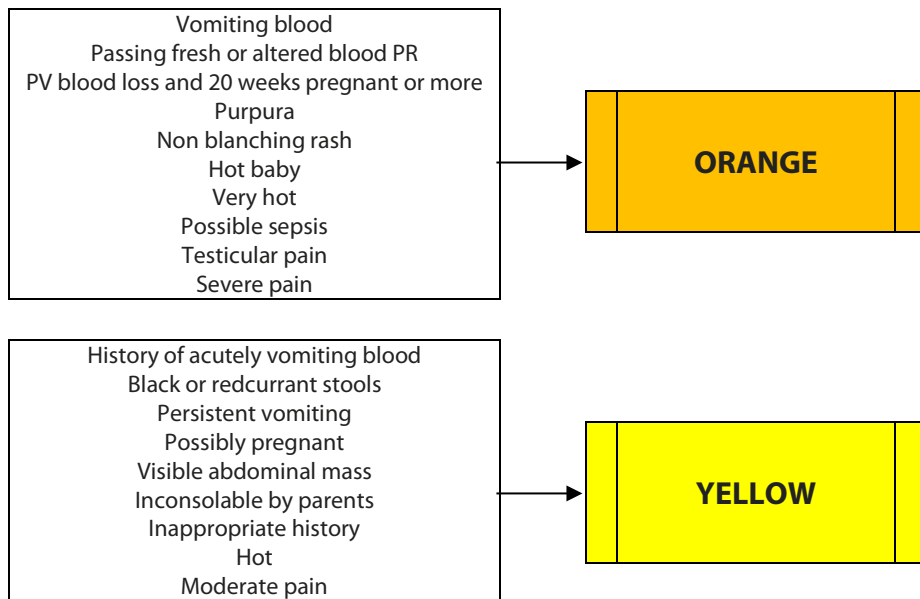 Vomiting blood
Passing fresh or altered blood PR
PV blood loss and 20 weeks pregnant or more
Purpura
Non blanching rash
Hot baby
Very hot
Possible sepsis
Testicular pain
Severe pain
ORANGE
History of acutely vomiting blood
Black or redcurrant stools
Persistent vomiting
Possibly pregnant
Visible abdominal mass
Inconsolable by parents
Inappropriate history
Hot
Moderate pain
YELLOW